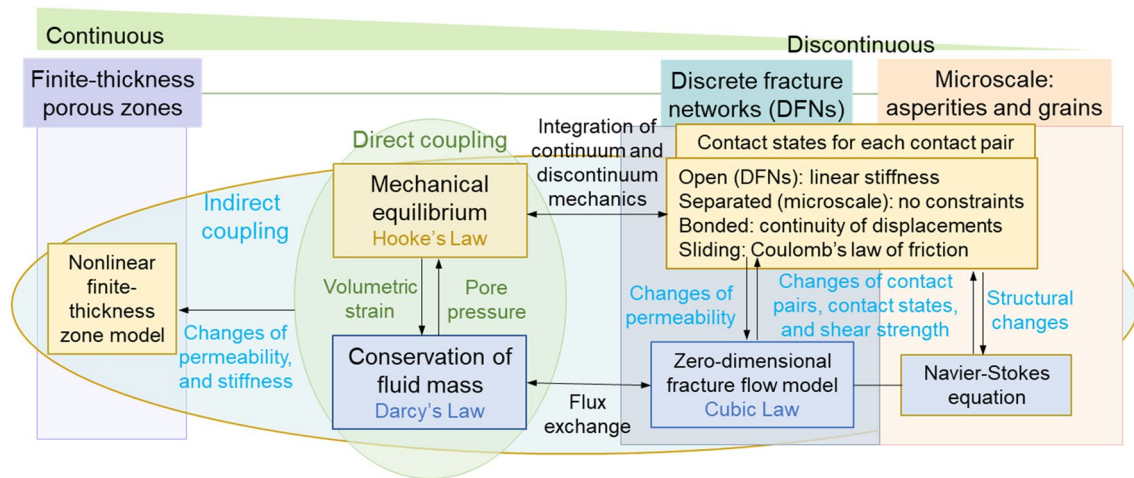 Continuous
Discontinuous
Finite-thickness
porous zones
Discrete fracture
networks (DFNs)
Microscale:
asperities and grains
Direct coupling
Integration of
continuum and
discontinuum
mechanics
Contact states for each contact pair
Open (DFNs): linear stiffness
Separated (microscale): no constraints
Bonded: continuity of displacements
Sliding: Coulomb's law of friction
Mechanical
equilibrium
Hooke's Law
Indirect
coupling
Nonlinear
finite-
thickness
zone model
Volumetric
strain
Pore
pressure
Changes of
permeability,
and stiffness
Changes of
permeability
Changes of contact
pairs, contact states,
and shear strength
Structural
changes
Conservation of
fluid mass
Darcy's Law
Flux
exchange
Zero-dimensional
fracture flow model
Cubic Law
Navier-Stokes
equation